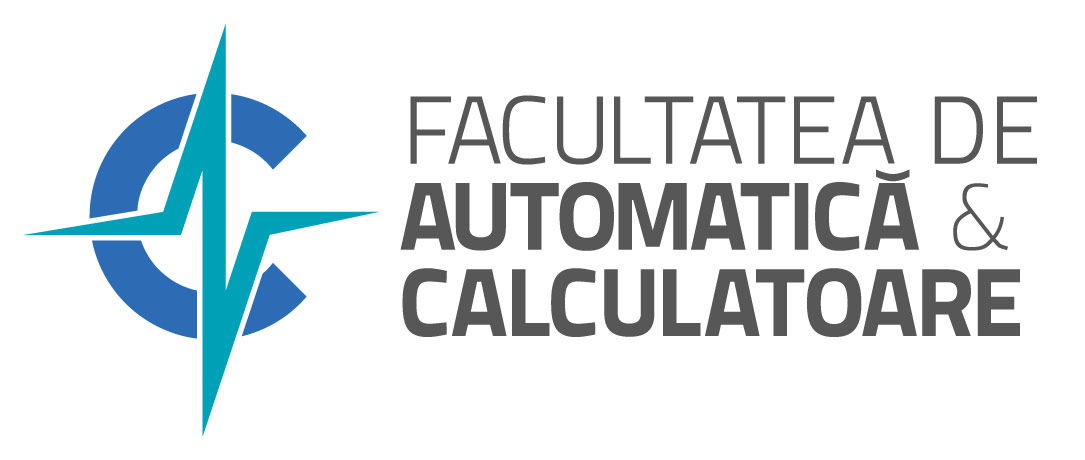 FACULTATEA DE
AUTOMATICĂ &
CALCULATOARE